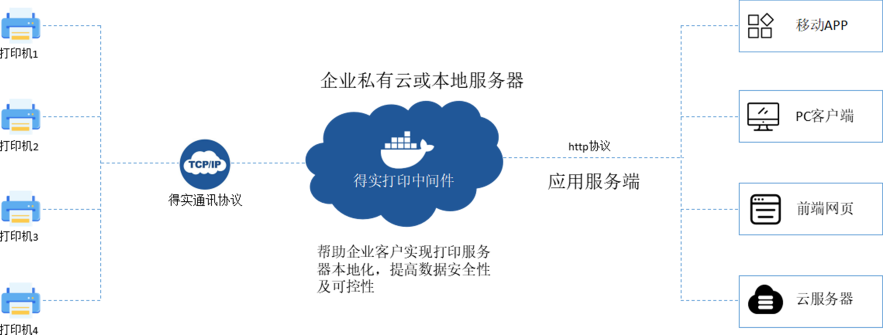 打印机1
打印机2
打印机3
打印机4
TCP/IP
得实通讯协议
企业私有云或本地服务器
得实打印中间件
帮助企业客户实现打印服务
器本地化，提高数据安全性
及可控性
http协议
应用服务端
移动APP
PC客户端
前端网页
云服务器